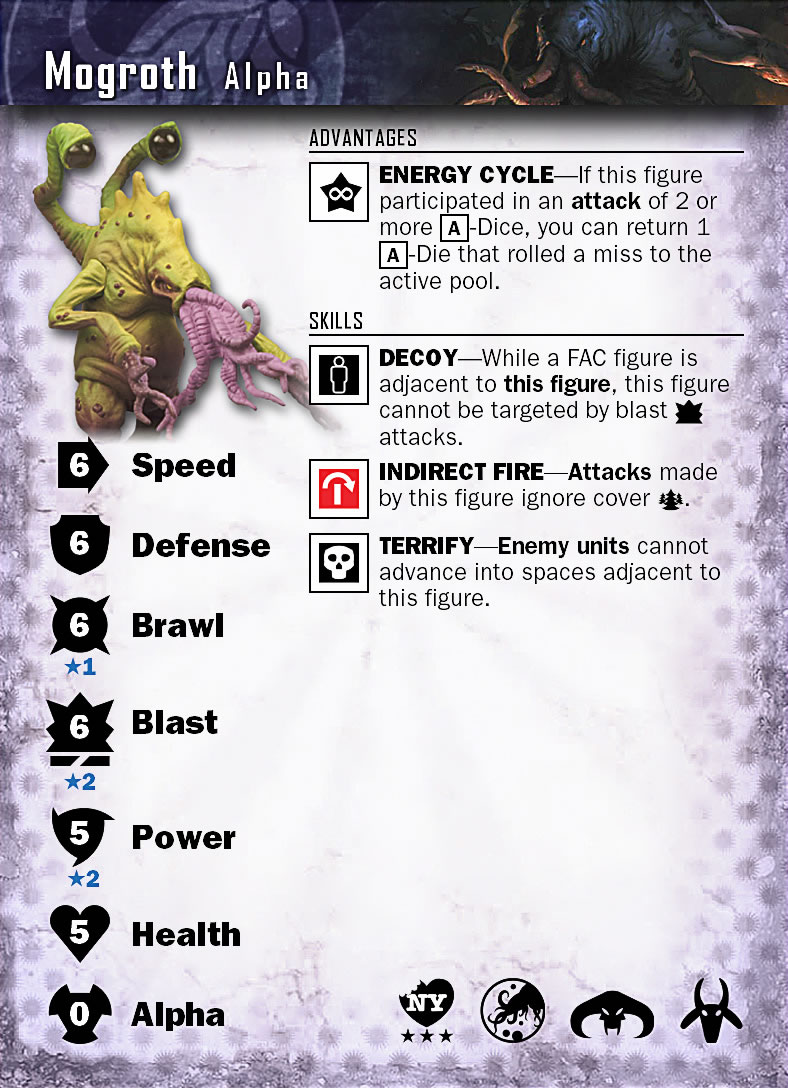 Mogroth Alpha
ADVANTAGES
ENERGY CYCLE—If this figure
participated in an attack of 2 or
more A-Dice, you can return 1
A-Die that rolled a miss to the
active pool.
SKILLS
DECOY—While a FAC figure is
adjacent to this figure, this figure
cannot be targeted by blast
attacks.
INDIRECT FIRE—Attacks made
by this figure ignore cover .
TERRIFY—Enemy units cannot
advance into spaces adjacent to
this figure.
6 Speed
6 Defense
6 Brawl
★1
6 Blast
★2
5 Power
★2
5 Health
0 Alpha
NY
★★★